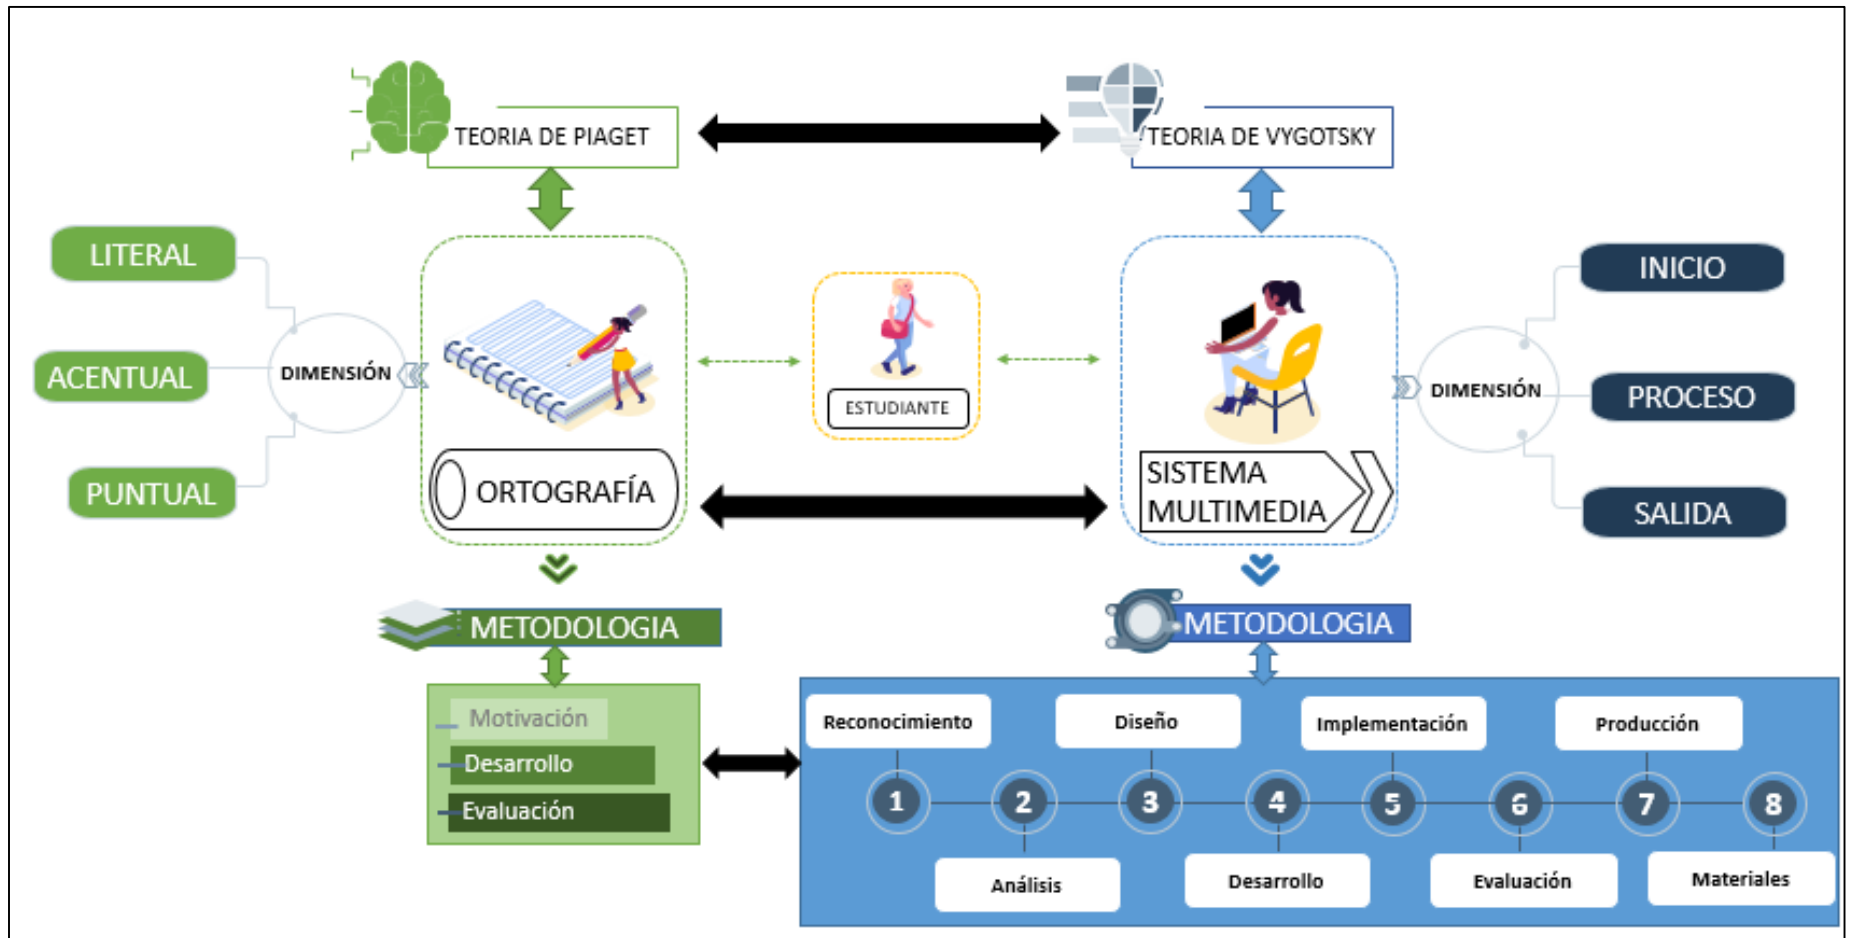 TEORIA DE PIAGET
TEORIA DE VYGOTSKY
LITERAL
ACENTUAL
PUNTUAL
DIMENSIÓN
ORTOGRAFÍA
ESTUDIANTE
SISTEMA
MULTIMEDIA
DIMENSIÓN
INICIO
PROCESO
SALIDA
METODOLOGIA
Motivación
Desarrollo
Evaluación
METODOLOGIA
Reconocimiento
Diseño
Implementación
Producción
1 2 3 4 5 6 7 8
Análisis
Desarrollo
Evaluación
Materiales